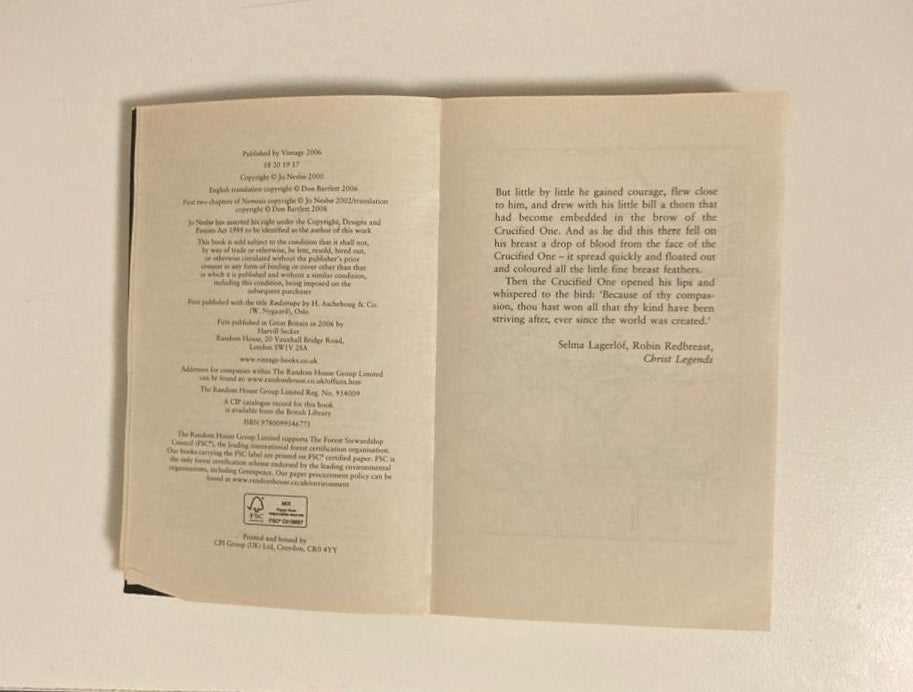 Published by Vintage 2006
18 20 19 17
Copyright © Jo Nesbø 2000
English translation copyright © Don Bartlett 2006
First two chapters of Nemesis copyright © Jo Nesbø 2002/translation
copyright © Don Bartlett 2008
Jo Nesbø has asserted his right under the Copyright, Designs and
Patents Act 1988 to be identified as the author of this work
This book is sold subject to the condition that it shall not,
by way of trade or otherwise, be lent, resold, hired out,
or otherwise circulated without the publisher's prior
consent in any form of binding or cover other than that
in which it is published and without a similar condition,
including this condition, being imposed on the
subsequent purchaser
First published with the title Rødstrupe by H. Aschehoug & Co.
(W. Nygaard), Oslo
First published in Great Britain in 2006 by
Harvill Secker
Random House, 20 Vauxhall Bridge Road,
London SW1V 2SA
www.vintage-books.co.uk
Addresses for companies within The Random House Group Limited
can be found at: www.randomhouse.co.uk/offices.htm
The Random House Group Limited Reg. No. 954009
A CIP catalogue record for this book
is available from the British Library
ISBN 9780099546771
The Random House Group Limited supports The Forest Stewardship
Council (FSC®), the leading international forest certification organisation.
Our books carrying the FSC label are printed on FSC® certified paper. FSC is
the only forest certification scheme endorsed by the leading environmental
organisations, including Greenpeace. Our paper procurement policy can be
found at www.randomhouse.co.uk/environment
FSC
MIX
Paper from
responsible sources
FSC® C018997
Printed and bound by
CPI Group (UK) Ltd, Croydon, CR0 4YY
But little by little he gained courage, flew close
to him, and drew with his little bill a thorn that
had become embedded in the brow of the
Crucified One. And as he did this there fell on
his breast a drop of blood from the face of the
Crucified One – it spread quickly and floated out
and coloured all the little fine breast feathers.
Then the Crucified One opened his lips and
whispered to the bird: 'Because of thy compas-
sion, thou hast won all that thy kind have been
striving after, ever since the world was created.'
Selma Lagerlöf, Robin Redbreast,
Christ Legends